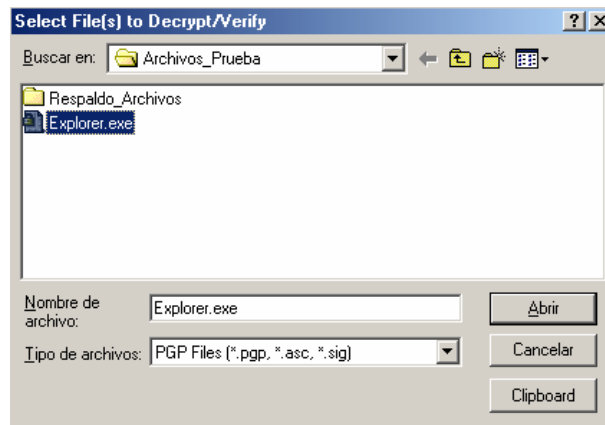 Select File(s) to Decrypt/Verify
Buscar en: Archivos_Prueba
Respaldo_Archivos
Explorer.exe
Nombre de archivo: Explorer.exe
Abrir
Tipo de archivos: PGP Files (*.pgp, *.asc, *.sig)
Cancelar
Clipboard